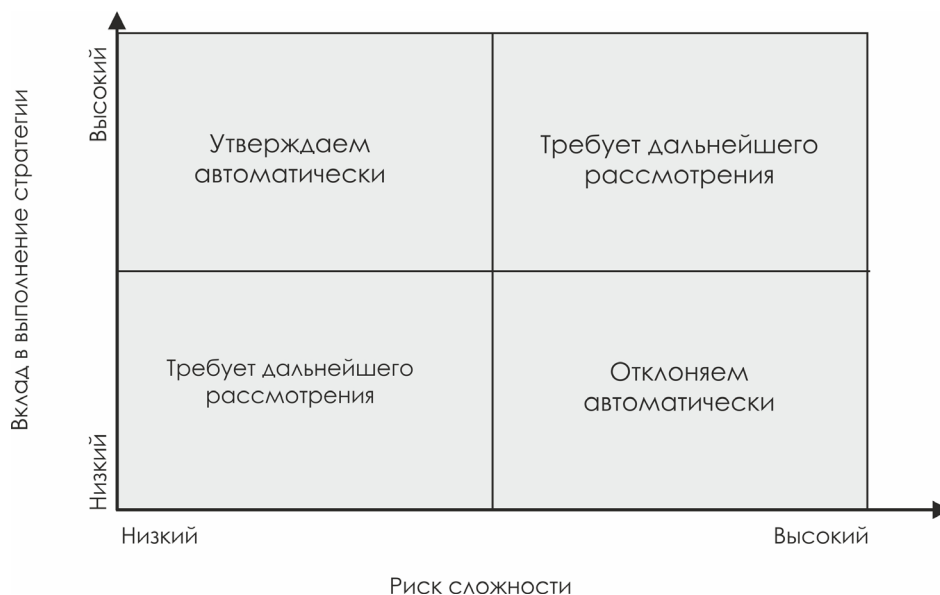 Вклад в выполнение стратегии
Высокий
Низкий
Утверждаем
автоматически
Требует дальнейшего
рассмотрения
Требует дальнейшего
рассмотрения
Отклоняем
автоматически
Низкий
Высокий
Риск сложности